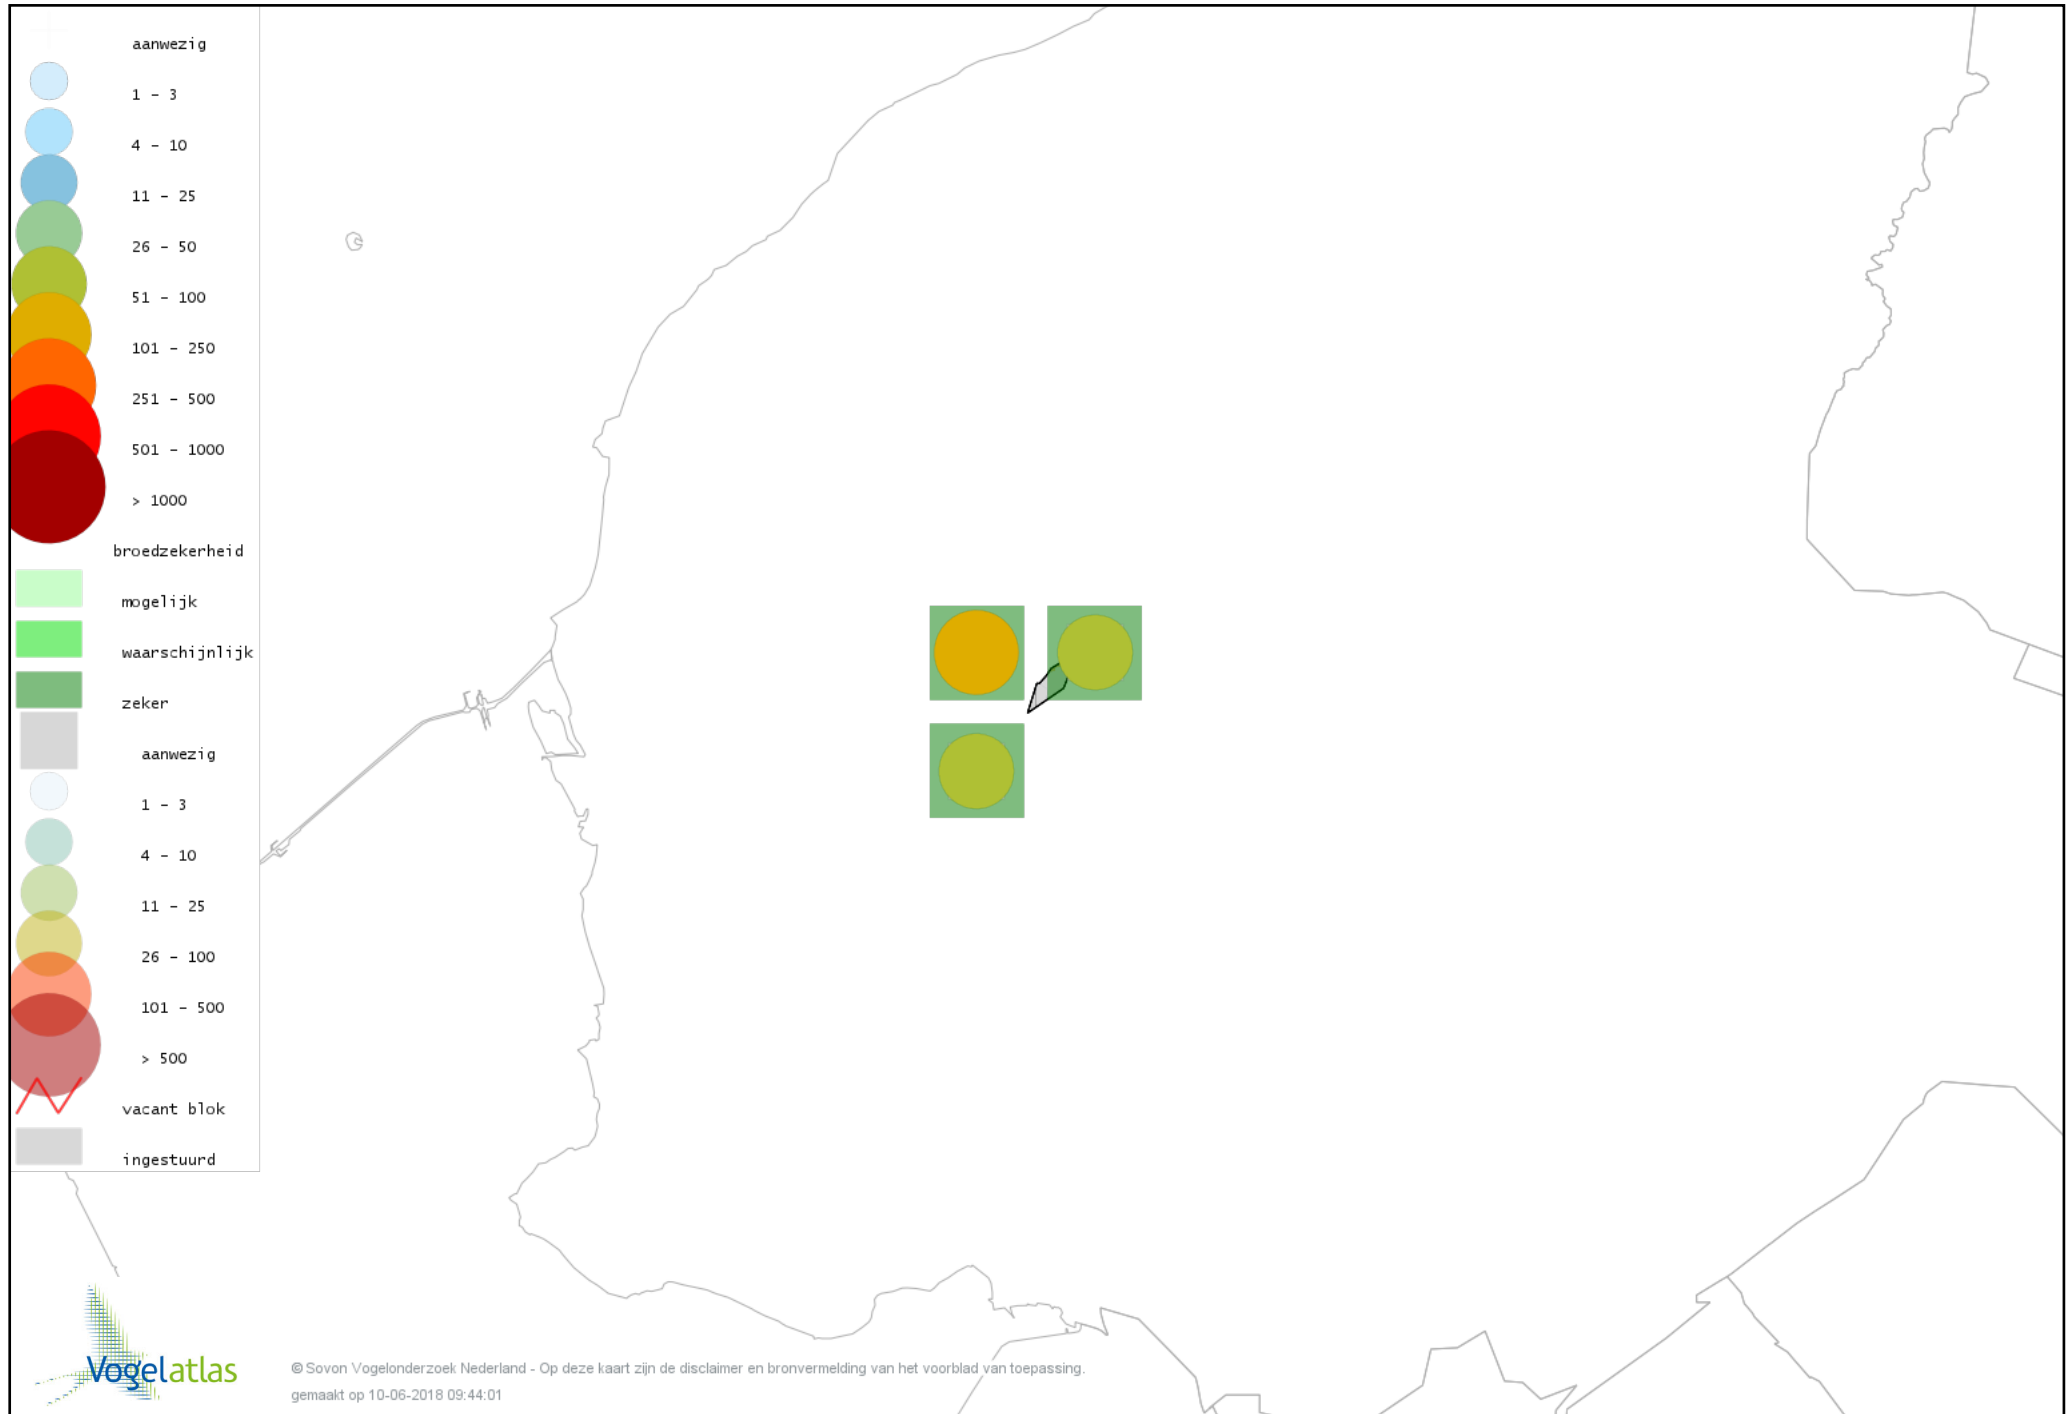 aanwezig
1 - 3
4 - 10
11 - 25
26 - 50
51 - 100
101 - 250
251 - 500
501 - 1000
> 1000
broedzekerheid
mogelijk
waarschijnlijk
zeker
aanwezig
1 - 3
4 - 10
11 - 25
26 - 100
101 - 500
> 500
vacant blok
ingestuurd
Vogelatlas
© Sovon Vogelonderzoek Nederland - Op deze kaart zijn de disclaimer en bronvermelding van het voorblad van toepassing.
gemaakt op 10-06-2018 09:44:01